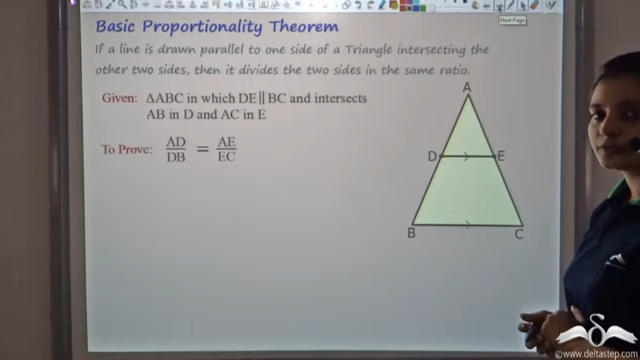 New Page
Basic Proportionality Theorem
If a line is drawn parallel to one side of a Triangle intersecting the
other two sides, then it divides the two sides in the same ratio.
Given: ΔABC in which DE || BC and intersects
AB in D and AC in E
To Prove: AD/DB = AE/EC
A
D E
B C
©www.deltastep.com